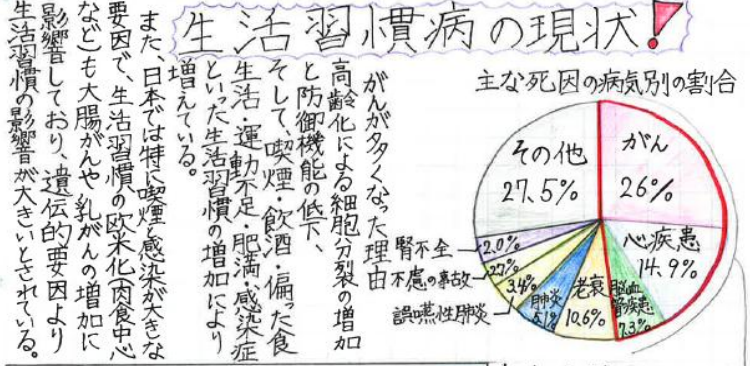 生活習慣病の現状!
主な死因の病気別の割合
がん
26%
心疾患
14.9%
脳血管疾患
7.3%
老衰
10.6%
肺炎
5.1%
誤嚥性肺炎
3.4%
不慮の事故
2.7%
腎不全
2.0%
その他
27.5%
がんが多くなった理由
高齢化による細胞分裂の増加
と防御機能の低下、
そして、喫煙・飲酒・偏った食
生活・運動不足・肥満・感染症
といった生活習慣の増加により
増えている。
また、日本では特に喫煙と感染が大きな
要因で、生活習慣の欧米化(肉食中心
など)も大腸がんや乳がんの増加に
影響しており、遺伝的要因より
生活習慣の影響が大きいとされている。